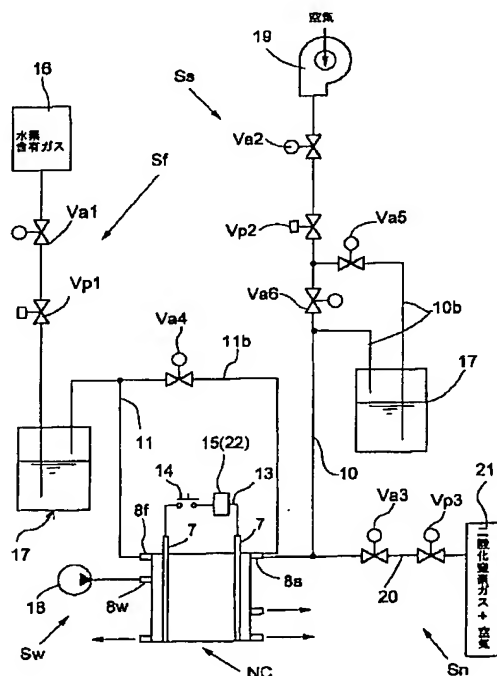 空気
19
16
Ss
水素
含有ガス
Sf
Va2
Va1
Vp2
Va5
Vp1
Va6
10b
Va4
11b
17
11
10
21
15(22)
14
13
Va3
Vp3
8f
7
7
17
二酸化窒素ガス+空気
18
8w
8a
20
Sw
NC
Sn